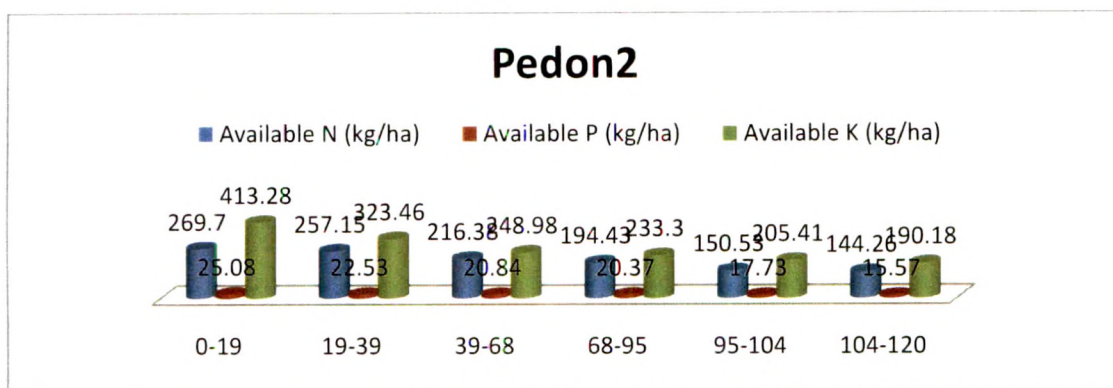 Pedon2
Available N (kg/ha) Available P (kg/ha) Available K (kg/ha)
269.7 25.08 413.28 257.15 22.53 323.46 216.38 20.84 248.98 194.43 20.37 233.3 150.53 17.73 205.41 144.26 15.57 190.18
0-19 19-39 39-68 68-95 95-104 104-120